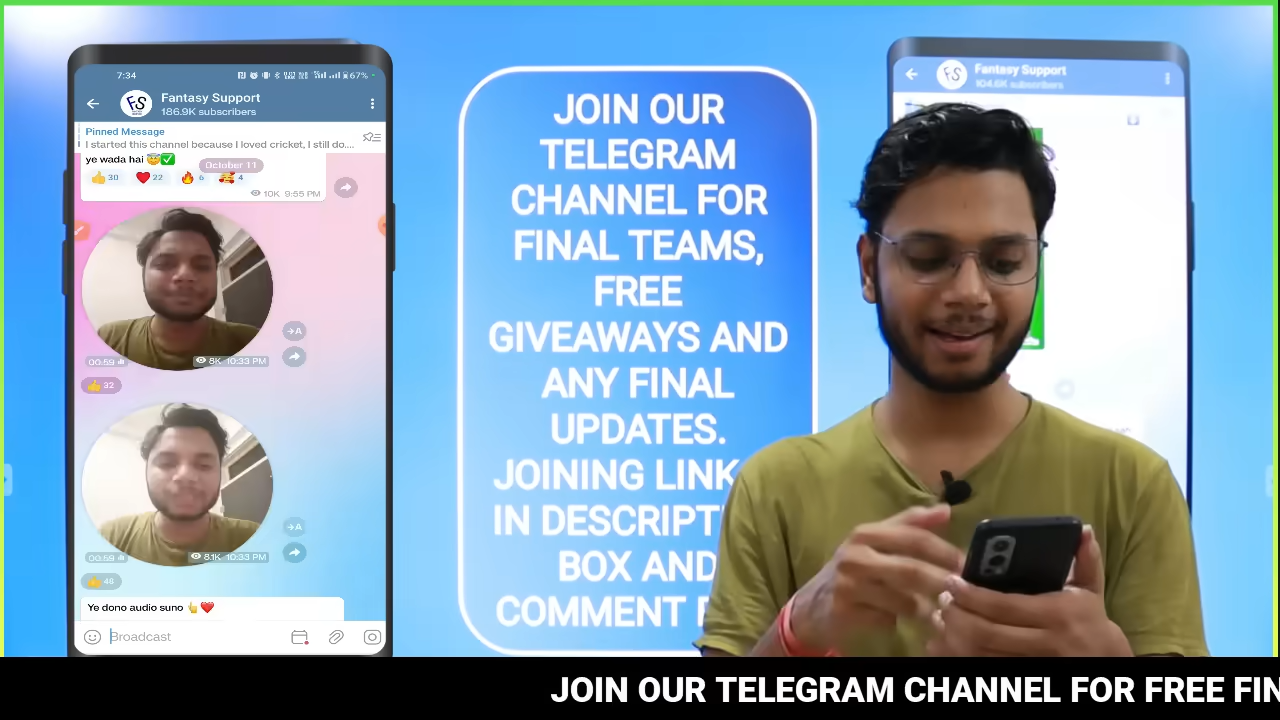 7:34
67%
Fantasy Support
186.9K subscribers
Pinned Message
I started this channel because I loved cricket, I still do....
ye wada hai 😇✅
October 11
👍 30 ❤️ 22 🔥 6 🥰 4
10K 9:55 PM
00:59
8K 10:33 PM
→A
👍 32
00:59
8.1K 10:33 PM
→A
👍 46
Ye dono audio suno 👆❤️
Broadcast
JOIN OUR
TELEGRAM
CHANNEL FOR
FINAL TEAMS,
FREE
GIVEAWAYS AND
ANY FINAL
UPDATES.
JOINING LINK
IN DESCRIPT
BOX AND
COMMENT
FS Fantasy Support
104.6K subscribers
JOIN OUR TELEGRAM CHANNEL FOR FREE FIN